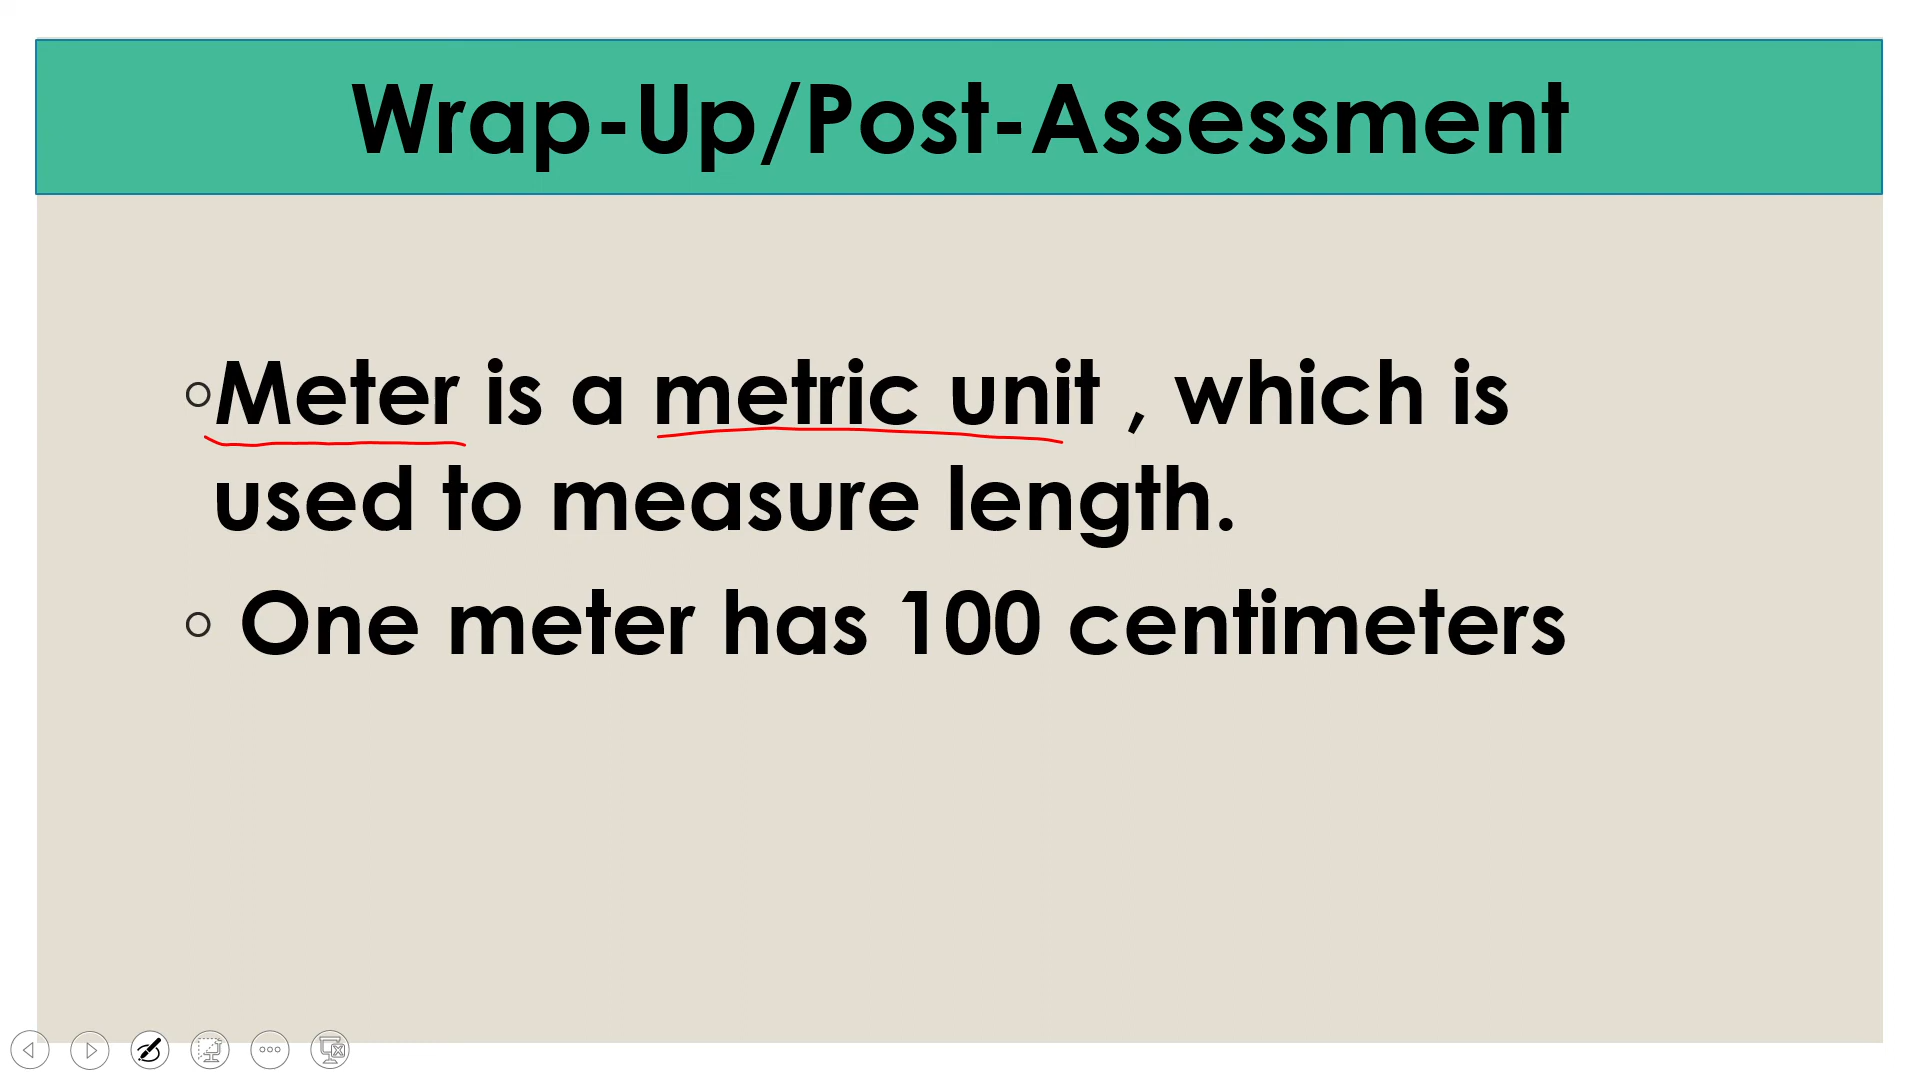 Wrap-Up/Post-Assessment
Meter is a metric unit , which is
used to measure length.
One meter has 100 centimeters